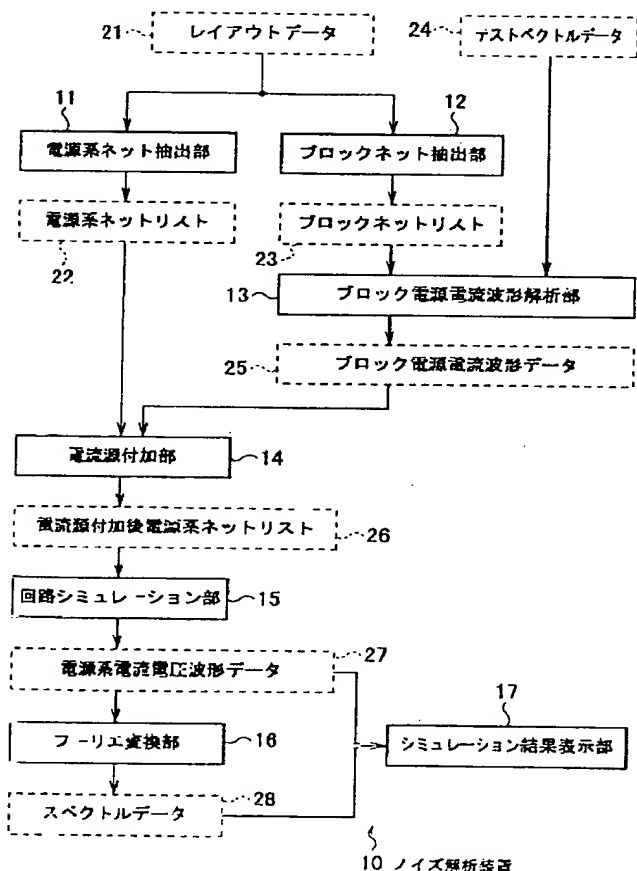 21 レイアウトデータ
24 テストベクトルデータ
11
12
電源系ネット抽出部
ブロックネット抽出部
電源系ネットリスト
ブロックネットリスト
22
23
13 ブロック電源電流波形解析部
25 ブロック電源電流波形データ
電流源付加部 14
電流源付加後電源系ネットリスト 26
回路シミュレーション部 15
電源系電流電圧波形データ 27
フーリエ変換部 16
17
シミュレーション結果表示部
スペクトルデータ 28
10 ノイズ解析装置